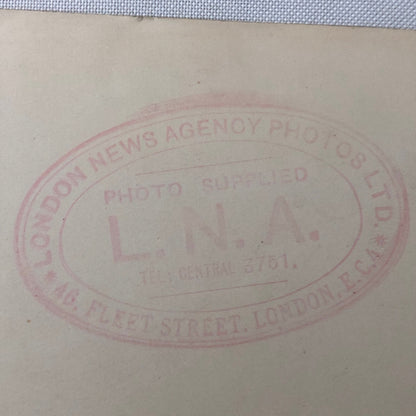 LONDON NEWS AGENCY PHOTOS LTD.
PHOTO SUPPLIED
L. N. A.
TEL: CENTRAL 3751.
* 46, FLEET STREET, LONDON, E.C.4 *